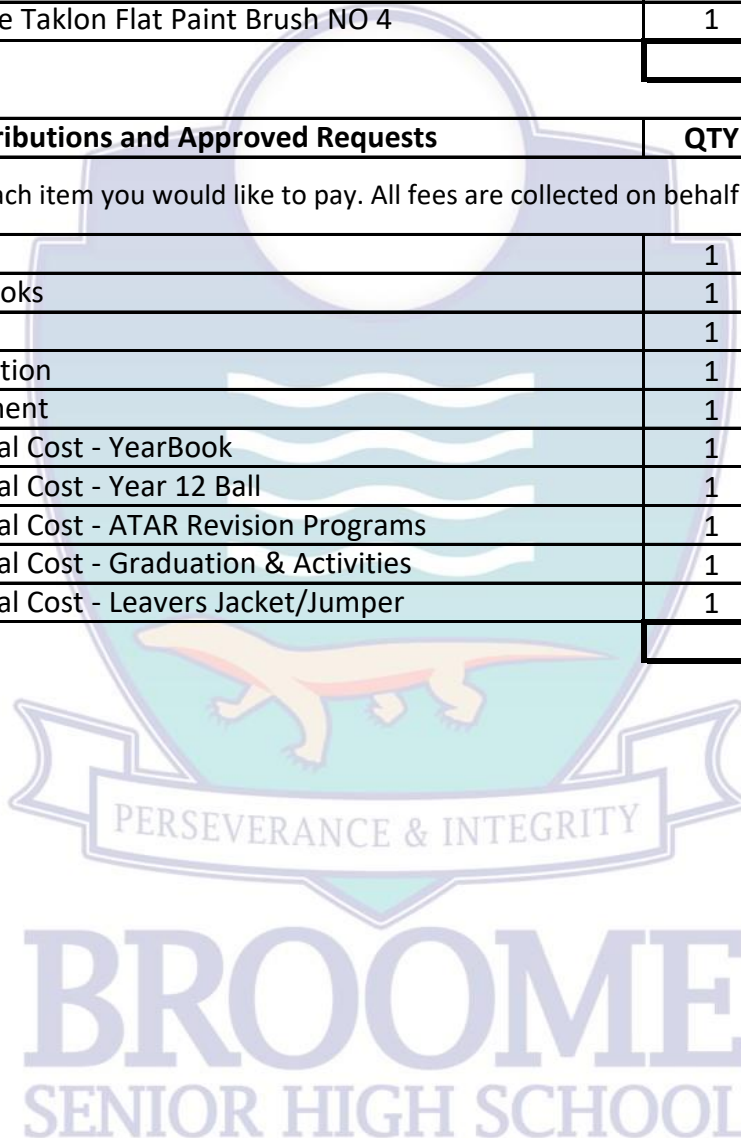 e Taklon Flat Paint Brush NO 4 1
ributions and Approved Requests QTY
ach item you would like to pay. All fees are collected on behalf
1
ooks 1
1
tion 1
nent 1
al Cost - YearBook 1
al Cost - Year 12 Ball 1
al Cost - ATAR Revision Programs 1
al Cost - Graduation & Activities 1
al Cost - Leavers Jacket/Jumper 1
PERSEVERANCE & INTEGRITY
BROOME
SENIOR HIGH SCHOOL